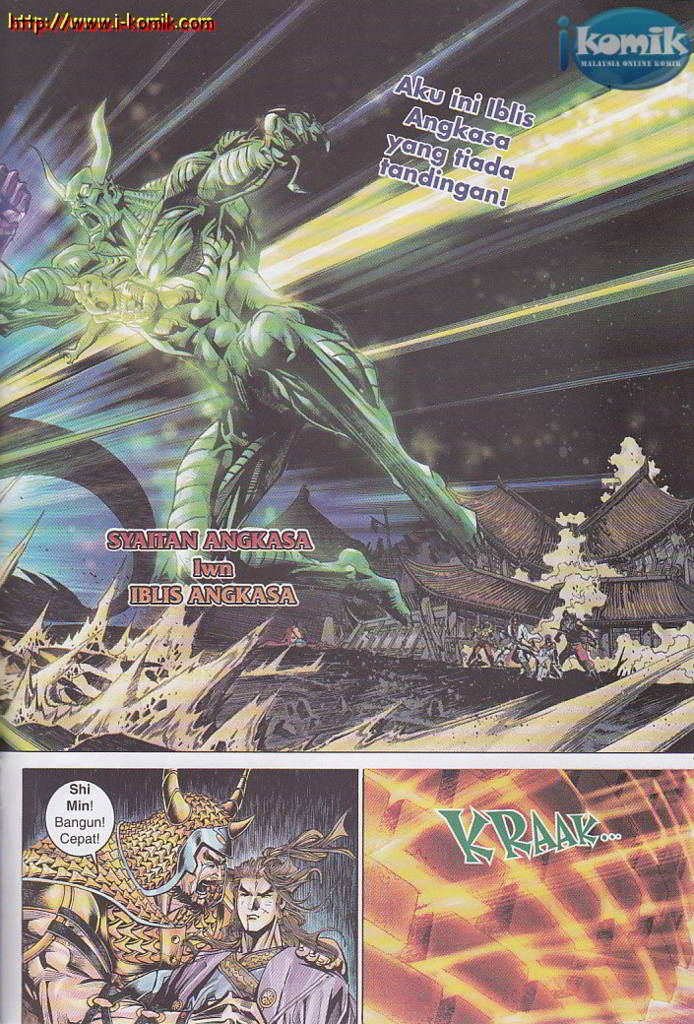 http://www.i-komik.com
ikomik
MALAYSIA ONLINE KOMIK
Aku ini Iblis
Angkasa
yang tiada
tandingan!
SYAITAN ANGKASA
lwn
IBLIS ANGKASA
Shi
Min!
Bangun!
Cepat!
KRAAK...